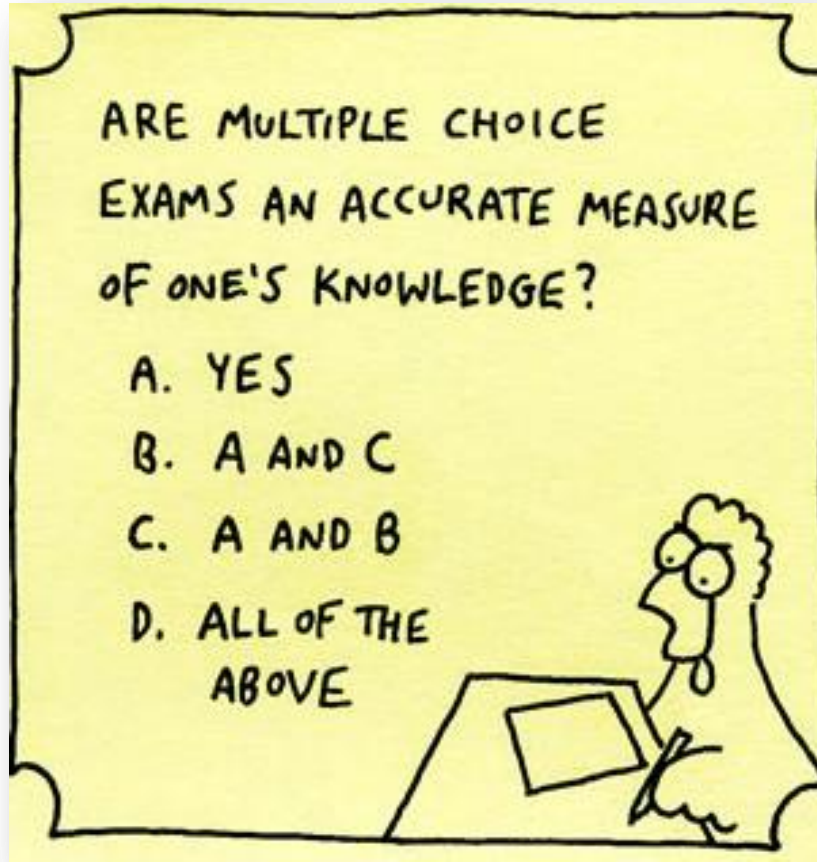 ARE MULTIPLE CHOICE
EXAMS AN ACCURATE MEASURE
OF ONE'S KNOWLEDGE?
A. YES
B. A AND C
C. A AND B
D. ALL OF THE
ABOVE